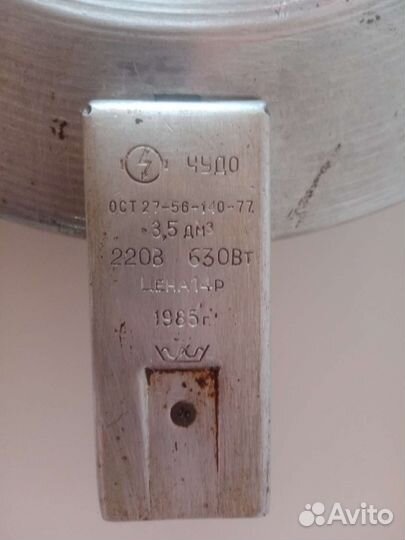 ЧУДО
ОСТ 27-56-140-77
3,5 дм³
220В 630Вт
ЦЕНА 14Р
1985г.
Avito